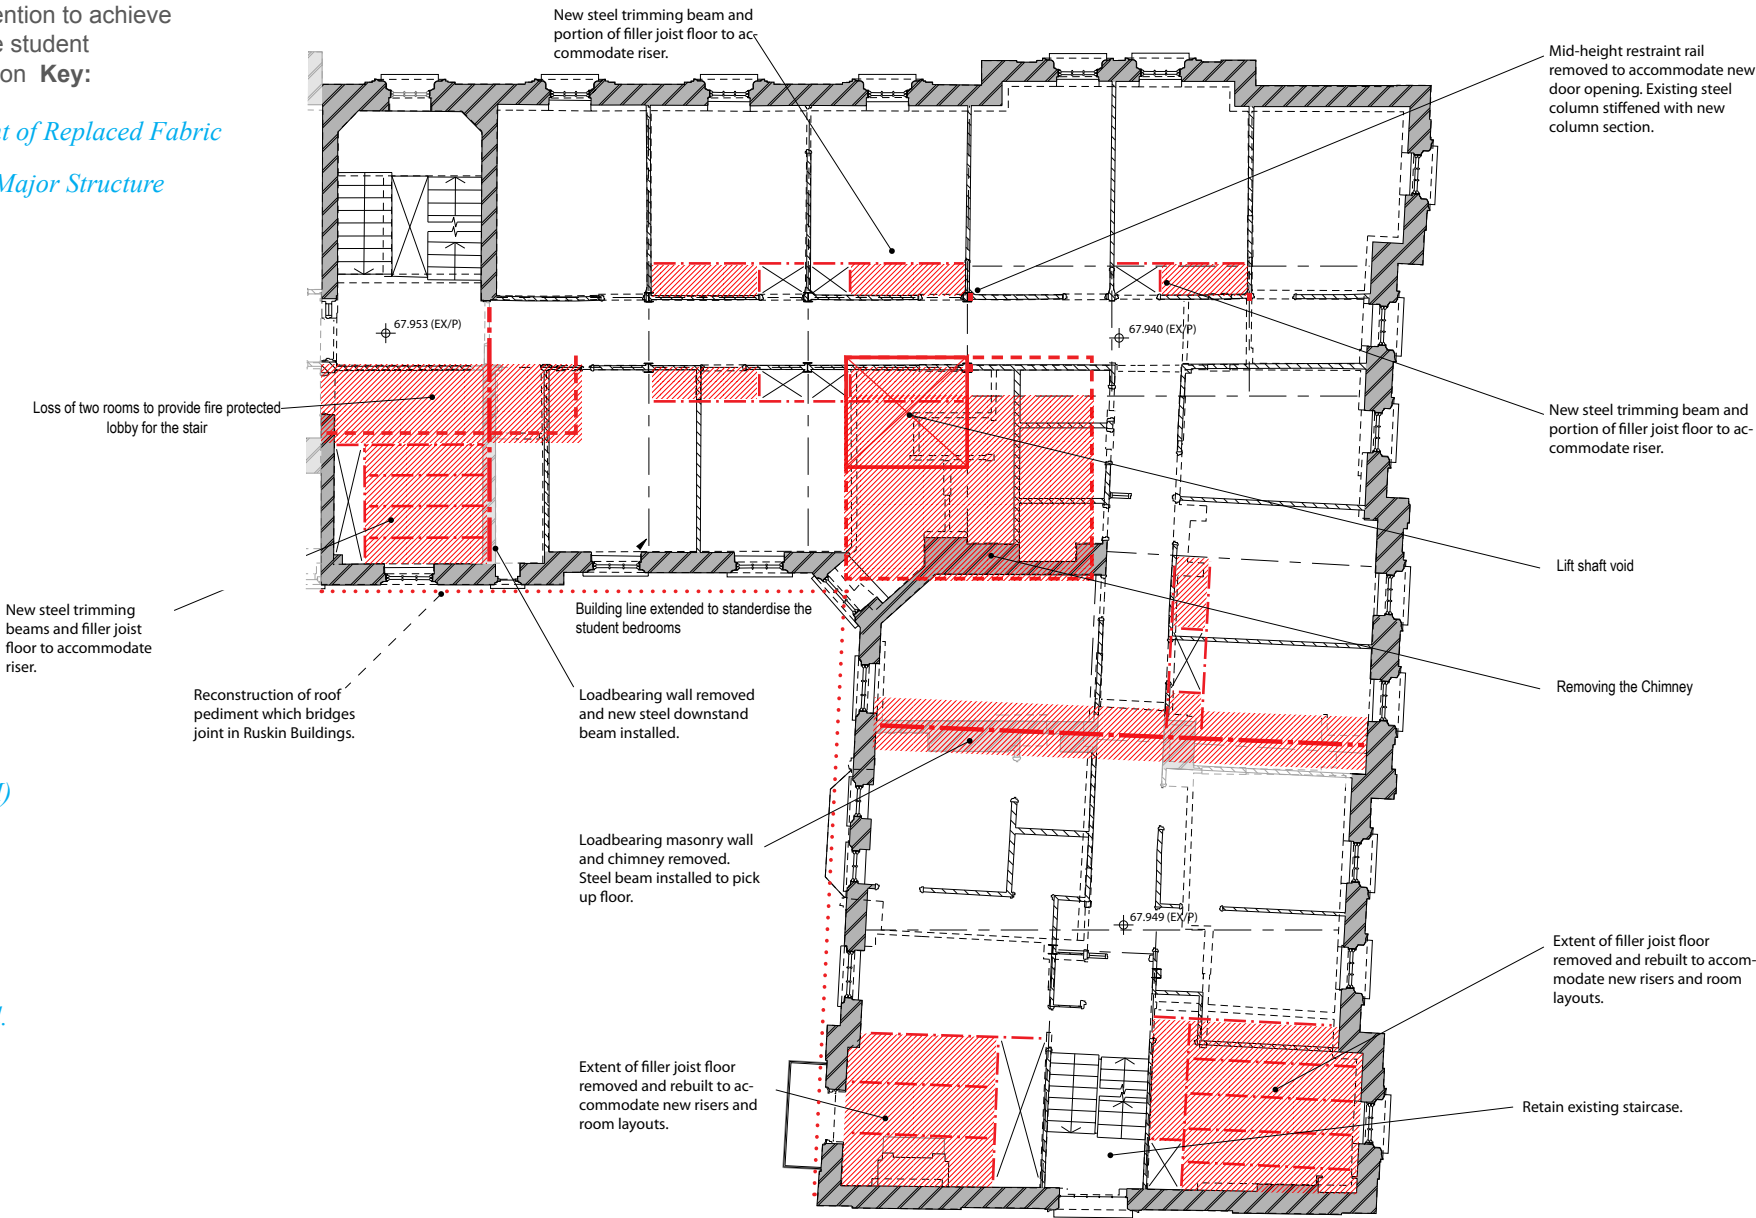 ention to achieve
e student
on Key:
nt of Replaced Fabric
Major Structure
New steel trimming beam and
portion of filler joist floor to ac-
commodate riser.
Mid-height restraint rail
removed to accommodate new
door opening. Existing steel
column stiffened with new
column section.
67.953 (EX/P)
67.940 (EX/P)
Loss of two rooms to provide fire protected
lobby for the stair
New steel trimming beam and
portion of filler joist floor to ac-
commodate riser.
Lift shaft void
New steel trimming
beams and filler joist
floor to accommodate
riser.
Building line extended to standerdise the
student bedrooms
Reconstruction of roof
pediment which bridges
joint in Ruskin Buildings.
Loadbearing wall removed
and new steel downstand
beam installed.
Removing the Chimney
)
Loadbearing masonry wall
and chimney removed.
Steel beam installed to pick
up floor.
67.949 (EX/P)
Extent of filler joist floor
removed and rebuilt to accom-
modate new risers and room
layouts.
.
Extent of filler joist floor
removed and rebuilt to ac-
commodate new risers and
room layouts.
Retain existing staircase.